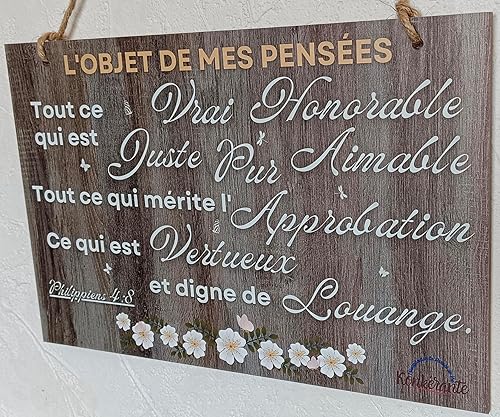 L'OBJET DE MES PENSÉES
Tout ce qui est Vrai Honorable
Juste Pur Aimable
Tout ce qui mérite l'Approbation
Ce qui est Vertueux
et digne de Louange.
Philippiens 4:8
Konkérante